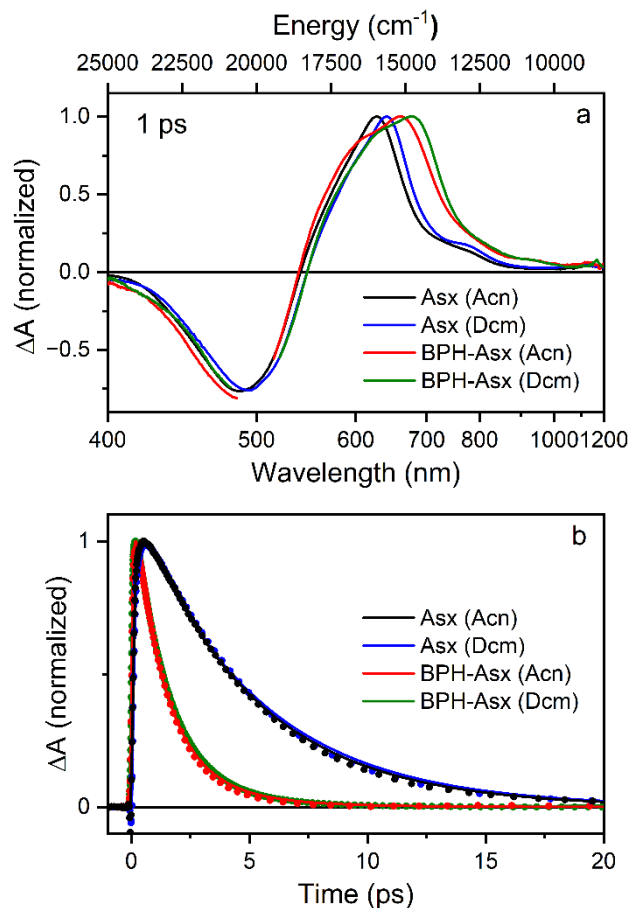 Energy (cm⁻¹)
25000 22500 20000 17500 15000 12500 10000
1 ps
a
1.0
0.5
0.0
−0.5
ΔA (normalized)
Asx (Acn)
Asx (Dcm)
BPH-Asx (Acn)
BPH-Asx (Dcm)
400 500 600 700 800 1000 1200
Wavelength (nm)
b
1
0
ΔA (normalized)
Asx (Acn)
Asx (Dcm)
BPH-Asx (Acn)
BPH-Asx (Dcm)
0 5 10 15 20
Time (ps)